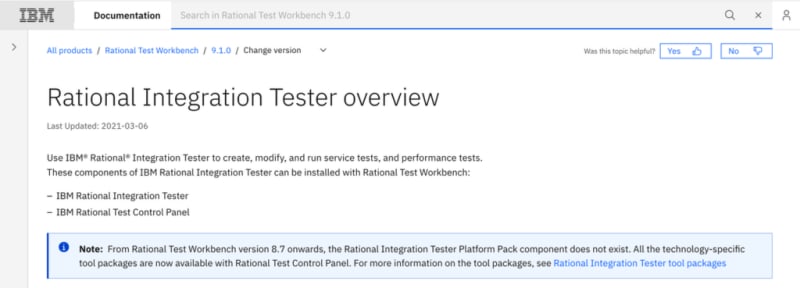 IBM Documentation Search in Rational Test Workbench 9.1.0
All products / Rational Test Workbench / 9.1.0 / Change version Was this topic helpful? Yes No
Rational Integration Tester overview
Last Updated: 2021-03-06
Use IBM® Rational® Integration Tester to create, modify, and run service tests, and performance tests.
These components of IBM Rational Integration Tester can be installed with Rational Test Workbench:
– IBM Rational Integration Tester
– IBM Rational Test Control Panel
Note: From Rational Test Workbench version 8.7 onwards, the Rational Integration Tester Platform Pack component does not exist. All the technology-specific
tool packages are now available with Rational Test Control Panel. For more information on the tool packages, see Rational Integration Tester tool packages